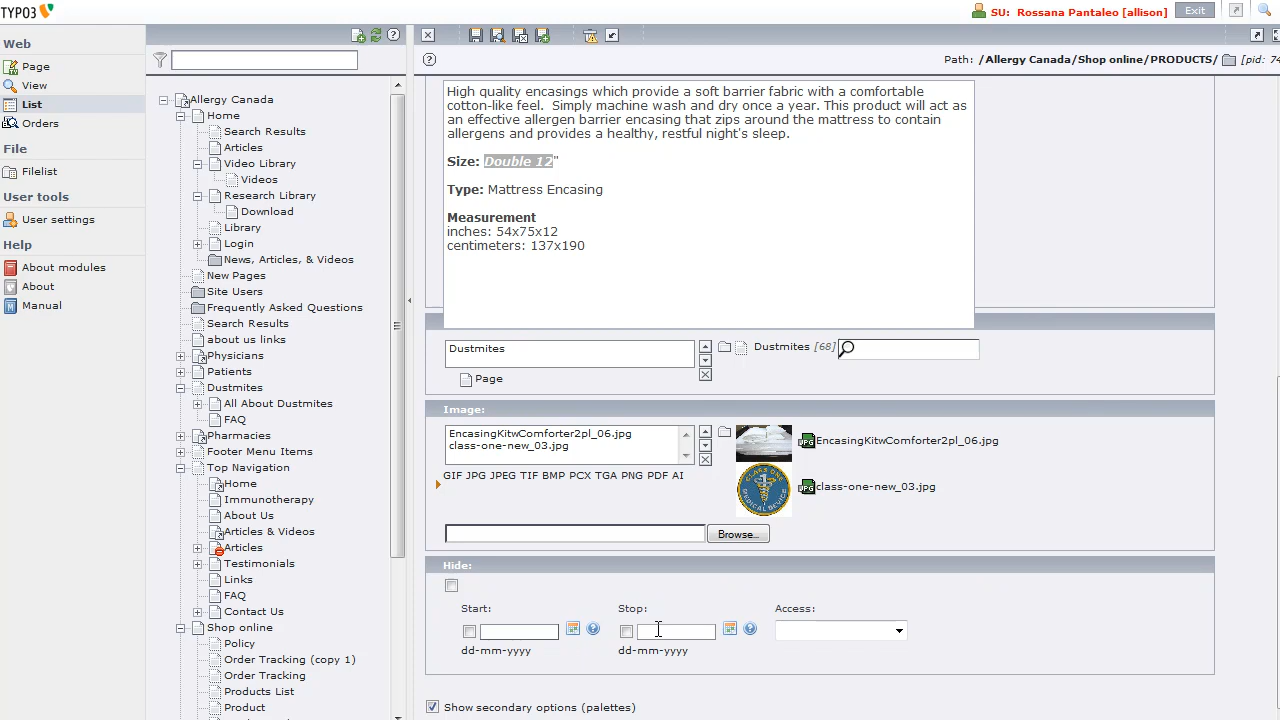 TYPO3
SU: Rossana Pantaleo [allison]
Exit
Web
Page
View
List
Orders
File
Filelist
User tools
User settings
Help
About modules
About
Manual
Allergy Canada
Home
Search Results
Articles
Video Library
Videos
Research Library
Download
Library
Login
News, Articles, & Videos
New Pages
Site Users
Frequently Asked Questions
Search Results
about us links
Physicians
Patients
Dustmites
All About Dustmites
FAQ
Pharmacies
Footer Menu Items
Top Navigation
Home
Immunotherapy
About Us
Articles & Videos
Articles
Testimonials
Links
FAQ
Contact Us
Shop online
Policy
Order Tracking (copy 1)
Order Tracking
Products List
Product
Path: /Allergy Canada/Shop online/PRODUCTS/ [pid: 74
High quality encasings which provide a soft barrier fabric with a comfortable
cotton-like feel.  Simply machine wash and dry once a year. This product will act as
an effective allergen barrier encasing that zips around the mattress to contain
allergens and provides a healthy, restful night's sleep.
Size: Double 12"
Type: Mattress Encasing
Measurement
inches: 54x75x12
centimeters: 137x190
Dustmites
Dustmites [68]
Page
Image:
EncasingKitwComforter2pl_06.jpg
class-one-new_03.jpg
GIF JPG JPEG TIF BMP PCX TGA PNG PDF AI
EncasingKitwComforter2pl_06.jpg
CLASS ONE
MEDICAL DEVICE
class-one-new_03.jpg
Browse...
Hide:
Start:
Stop:
Access:
dd-mm-yyyy
dd-mm-yyyy
Show secondary options (palettes)